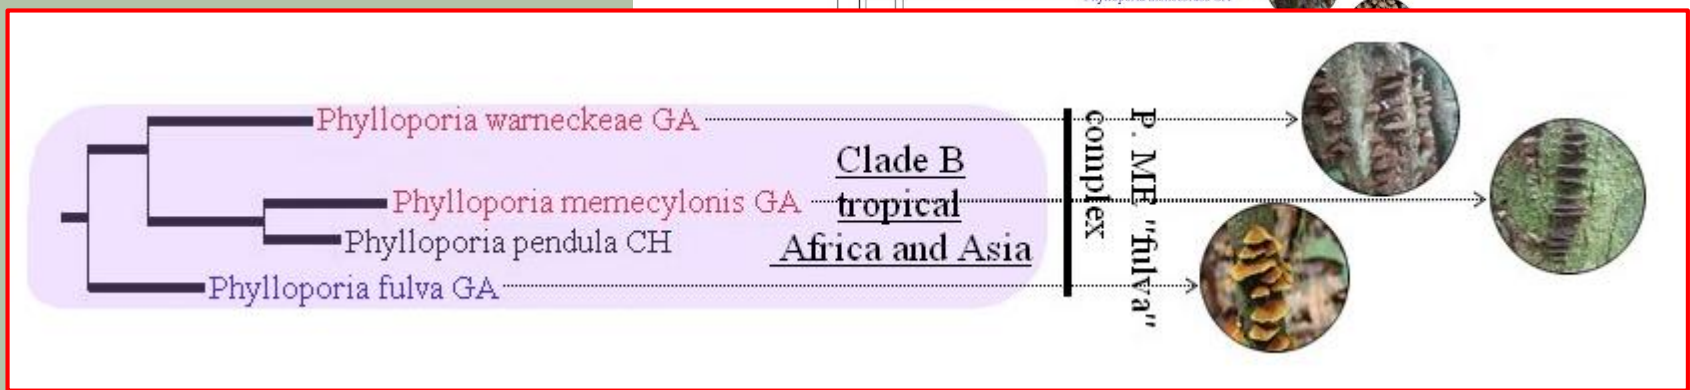 Phylloporia warneckeae GA
Phylloporia memecylonis GA
Phylloporia pendula CH
Phylloporia fulva GA
Clade B
tropical
Africa and Asia
P. ME "fulva"
complex